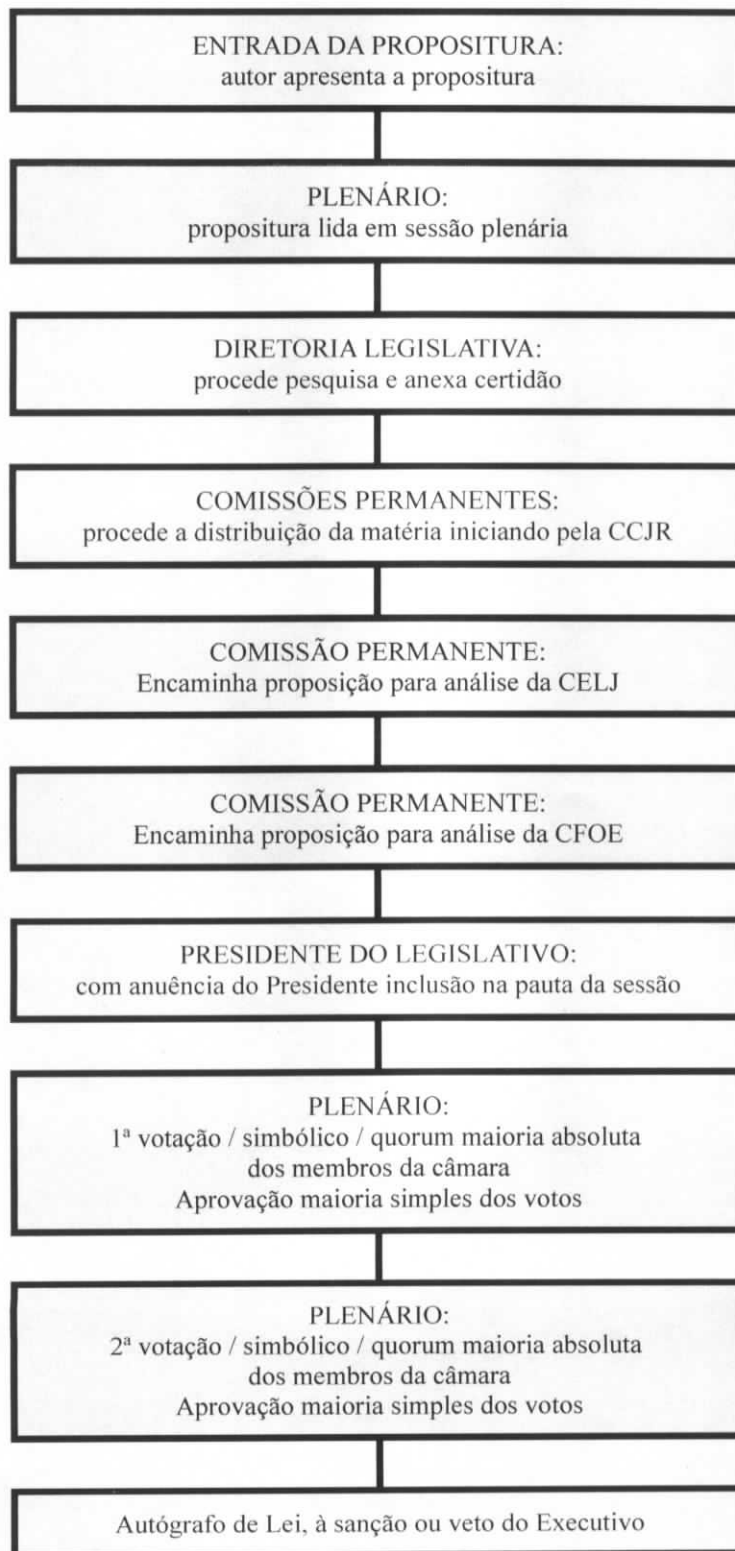 ENTRADA DA PROPOSITURA:
autor apresenta a propositura
PLENÁRIO:
propositura lida em sessão plenária
DIRETORIA LEGISLATIVA:
procede pesquisa e anexa certidão
COMISSÕES PERMANENTES:
procede a distribuição da matéria iniciando pela CCJR
COMISSÃO PERMANENTE:
Encaminha proposição para análise da CELJ
COMISSÃO PERMANENTE:
Encaminha proposição para análise da CFOE
PRESIDENTE DO LEGISLATIVO:
com anuência do Presidente inclusão na pauta da sessão
PLENÁRIO:
1ª votação / simbólico / quorum maioria absoluta
dos membros da câmara
Aprovação maioria simples dos votos
PLENÁRIO:
2ª votação / simbólico / quorum maioria absoluta
dos membros da câmara
Aprovação maioria simples dos votos
Autógrafo de Lei, à sanção ou veto do Executivo